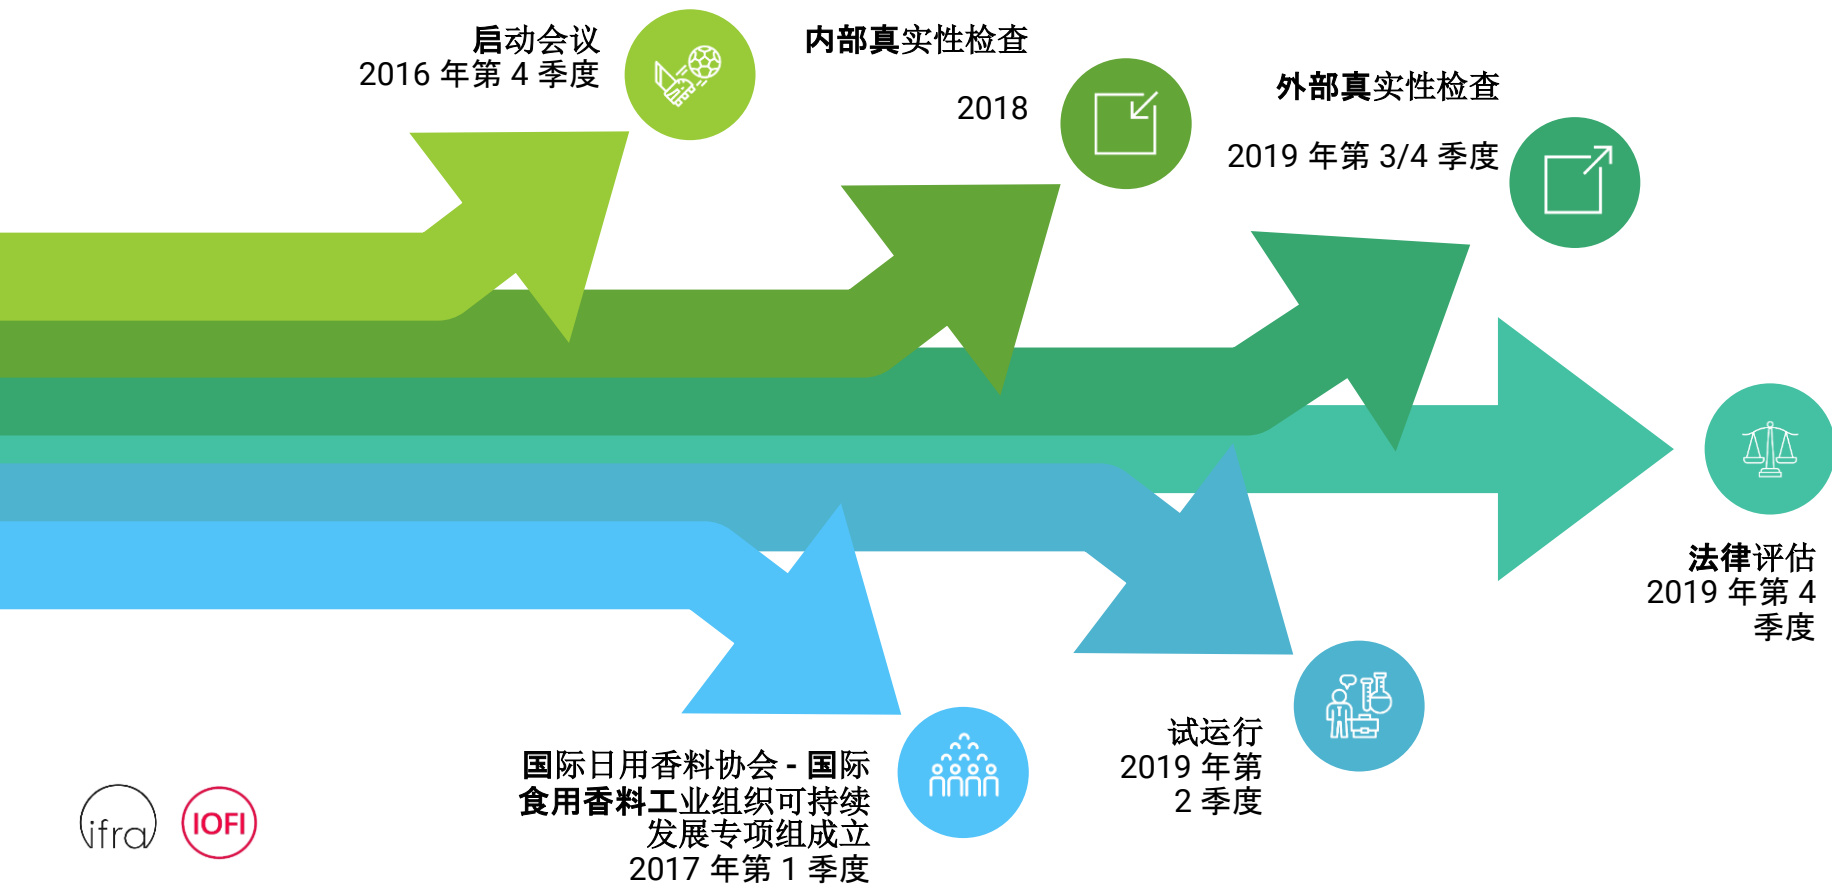 启动会议
2016 年第 4 季度
内部真实性检查
2018
外部真实性检查
2019 年第 3/4 季度
法律评估
2019 年第 4
季度
试运行
2019 年第
2 季度
国际日用香料协会 - 国际
食用香料工业组织可持续
发展专项组成立
2017 年第 1 季度
ifra
IOFI